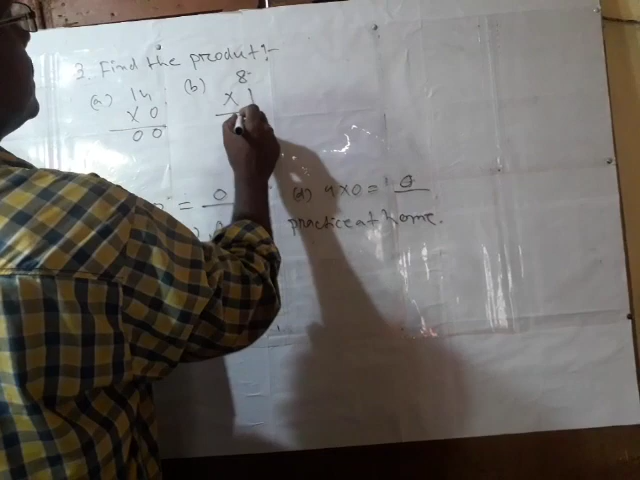 3. Find the product:-
(a) 14 (b) 8
X 0 X 1
0 0
= 0 (d) 9 X 0 = 0
practice at home.